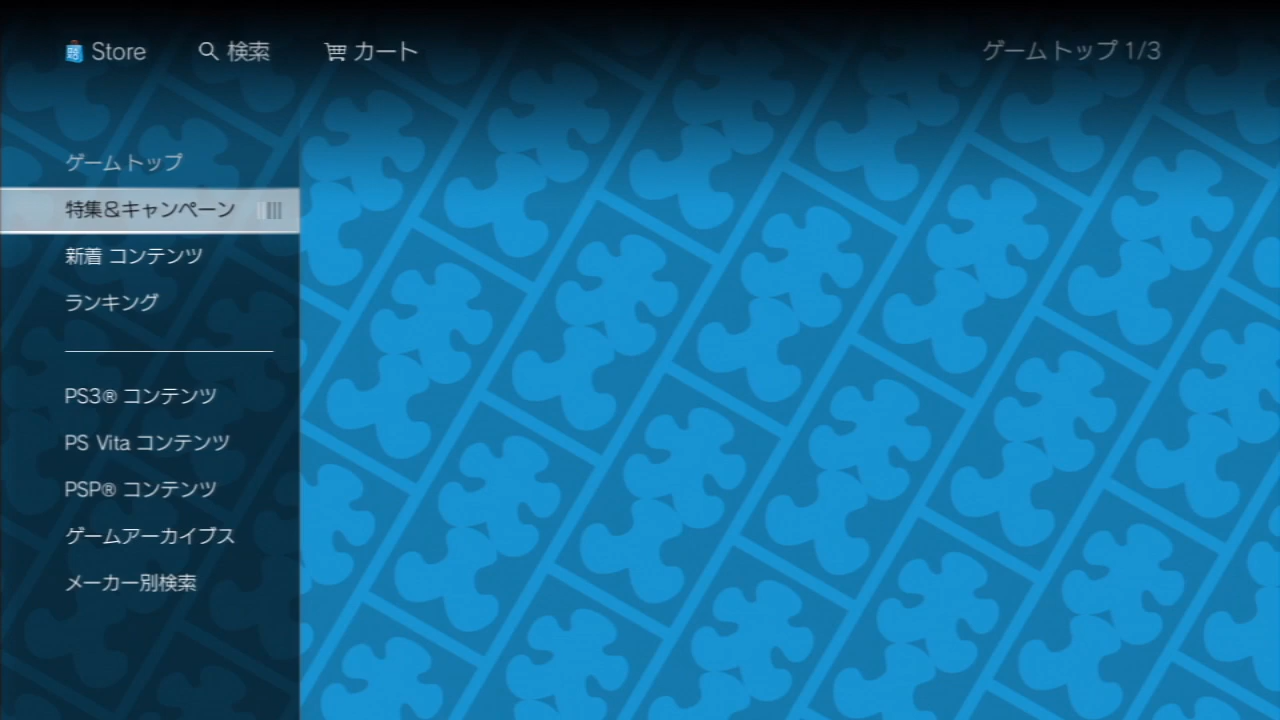 Store 検索 カート ゲームトップ 1/3
ゲームトップ
特集&キャンペーン
新着 コンテンツ
ランキング
PS3® コンテンツ
PS Vita コンテンツ
PSP® コンテンツ
ゲームアーカイブス
メーカー別検索